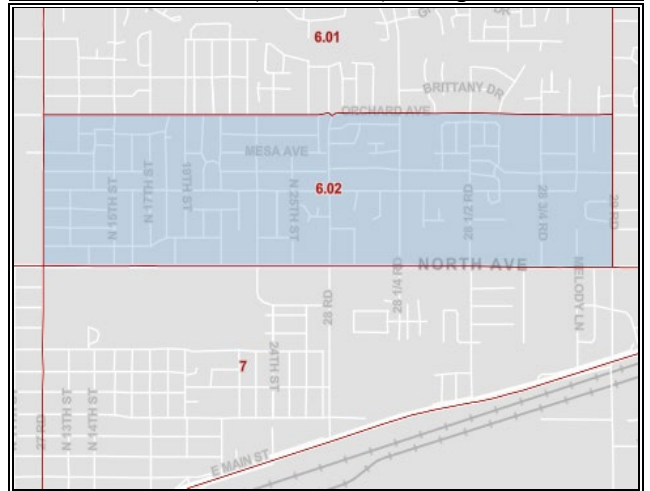 6.01
BRITTANY DR
ORCHARD AVE
MESA AVE
6.02
N 15TH ST
N 17TH ST
19TH ST
N 25TH ST
28 1/2 RD
28 3/4 RD
29 RD
NORTH AVE
28 RD
28 1/4 RD
MELODY LN
7
24TH ST
27 RD
N 13TH ST
N 14TH ST
E MAIN ST